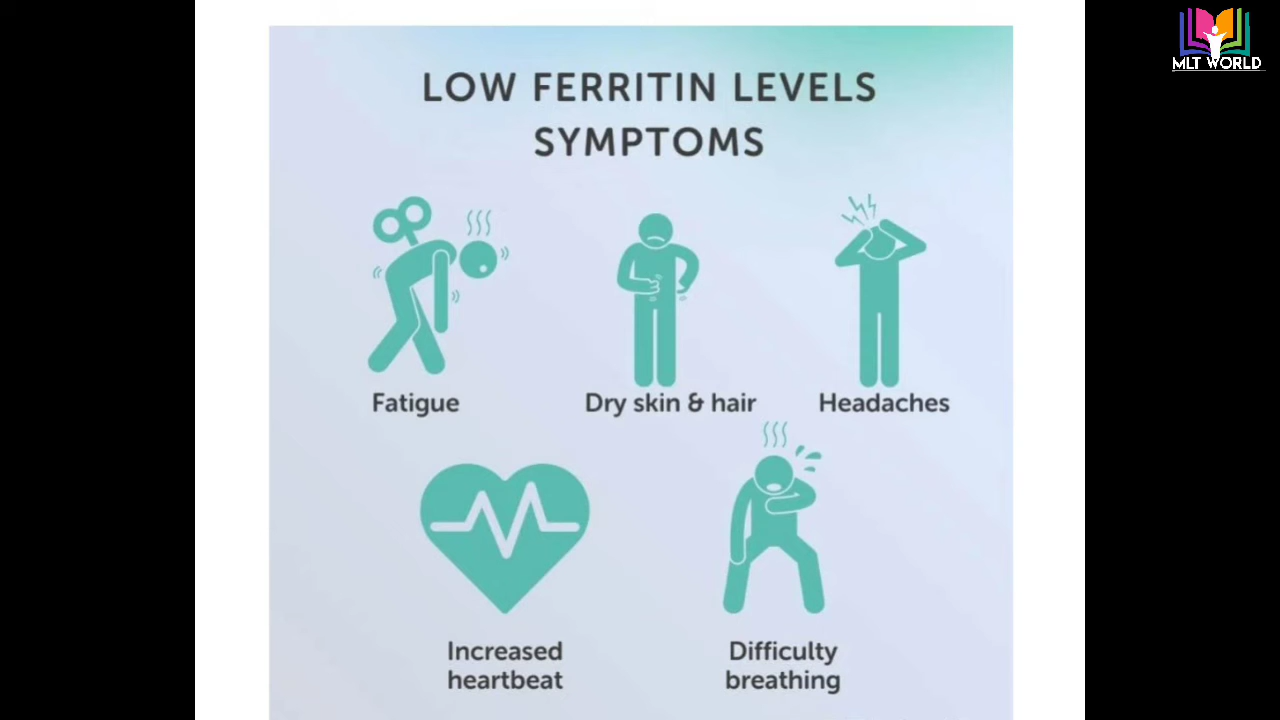 MLT WORLD
LOW FERRITIN LEVELS
SYMPTOMS
Fatigue
Dry skin & hair
Headaches
Increased
heartbeat
Difficulty
breathing